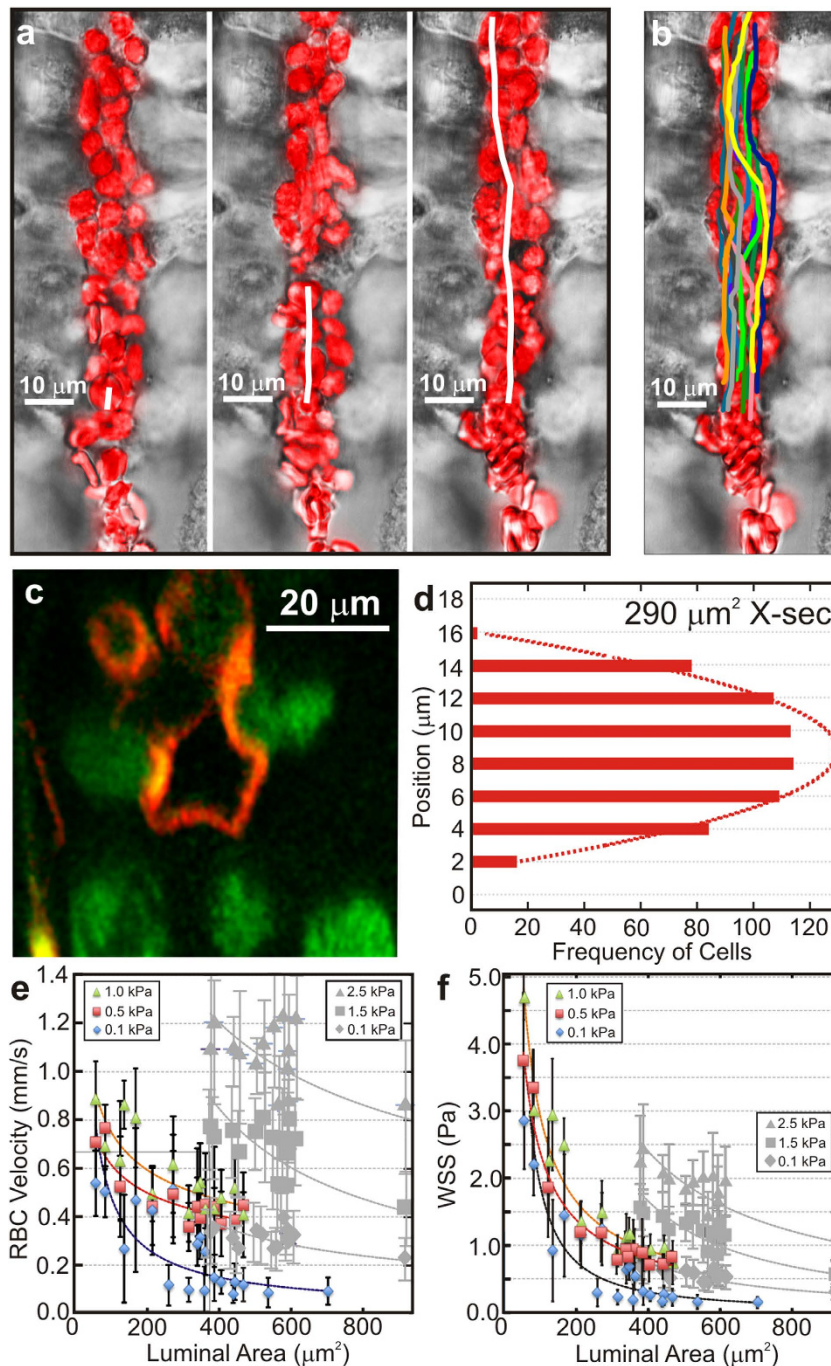 a
10 μm
10 μm
10 μm
b
10 μm
c
20 μm
d
290 μm² X-sec
18
16
14
12
10
8
6
4
2
0
Position (μm)
0 20 40 60 80 100 120
Frequency of Cells
e
1.4
1.2
1.0
0.8
0.6
0.4
0.2
0.0
RBC Velocity (mm/s)
1.0 kPa
0.5 kPa
0.1 kPa
2.5 kPa
1.5 kPa
0.1 kPa
0 200 400 600 800
Luminal Area (μm²)
f
5.0
4.0
3.0
2.0
1.0
0.0
WSS (Pa)
1.0 kPa
0.5 kPa
0.1 kPa
2.5 kPa
1.5 kPa
0.1 kPa
0 200 400 600 800
Luminal Area (μm²)